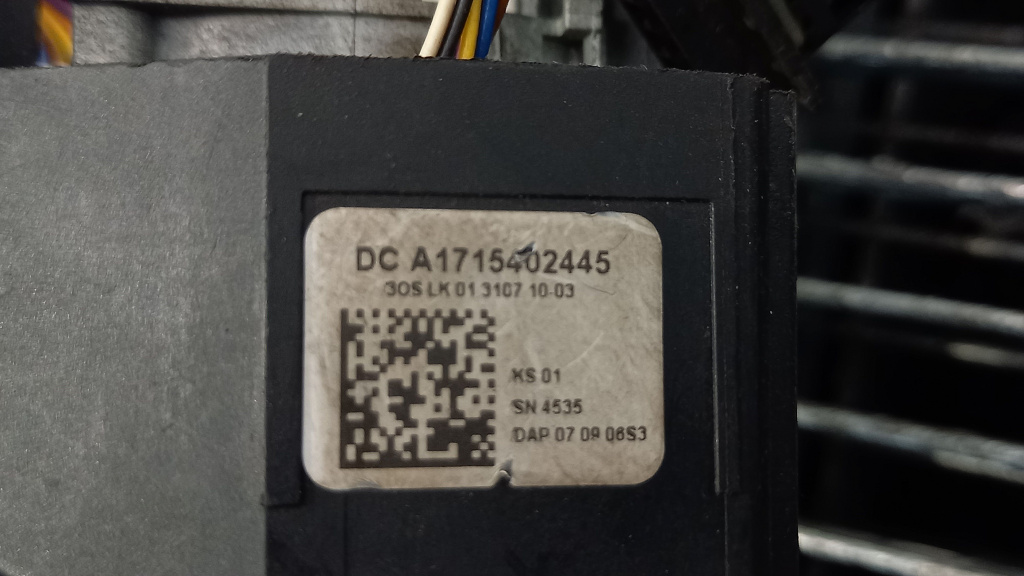 DC A1715402445
3OS LK 01 3107 10-03
KS 01
SN 4535
DAP 07 09 06S3